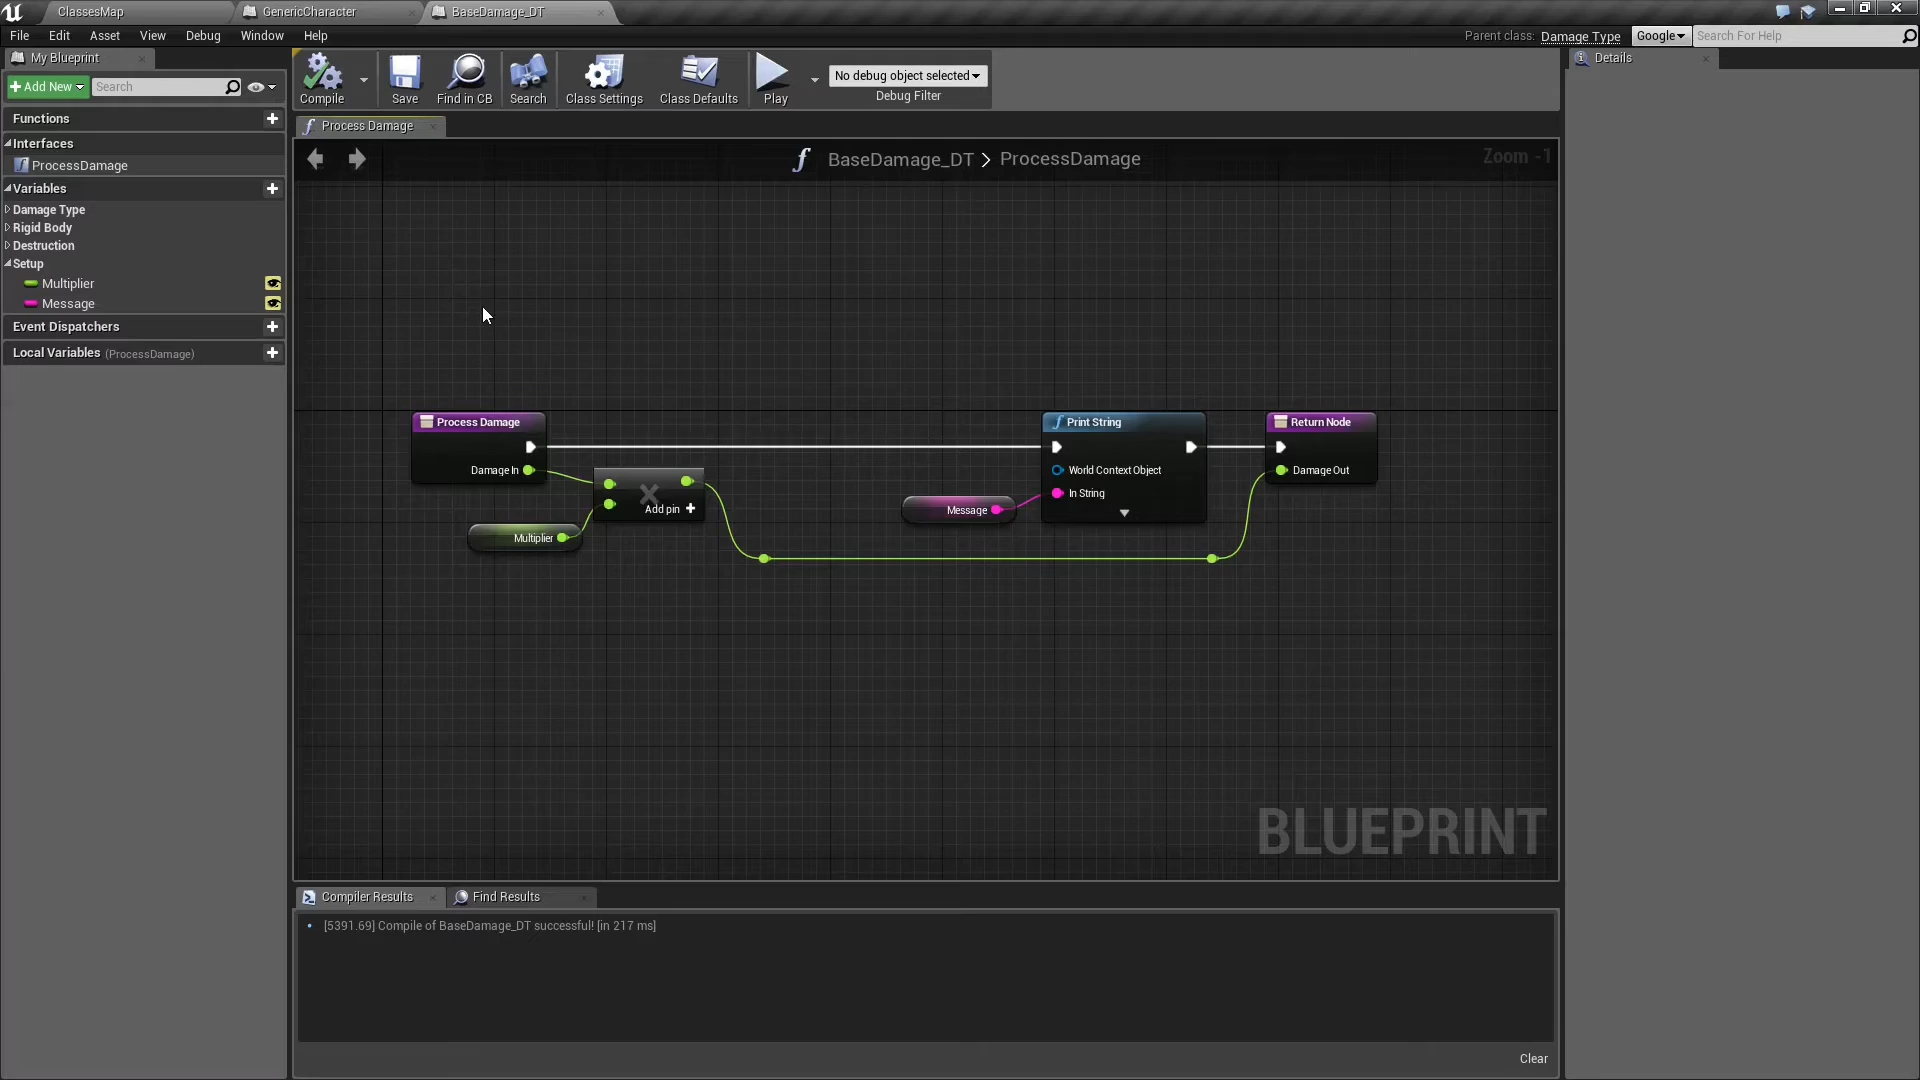 ClassesMap
GenericCharacter
BaseDamage_DT
File Edit Asset View Debug Window Help
Parent class: Damage Type Google Search For Help
My Blueprint
Details
Add New Search
Compile Save Find in CB Search Class Settings Class Defaults Play
No debug object selected
Debug Filter
Functions
Process Damage
Interfaces
ProcessDamage
BaseDamage_DT > ProcessDamage
Zoom -1
Variables
Damage Type
Rigid Body
Destruction
Setup
Multiplier
Message
Event Dispatchers
Local Variables (ProcessDamage)
Process Damage
Damage In
Multiplier
Add pin
Message
Print String
World Context Object
In String
Return Node
Damage Out
BLUEPRINT
Compiler Results
Find Results
[5391.69] Compile of BaseDamage_DT successful! [in 217 ms]
Clear